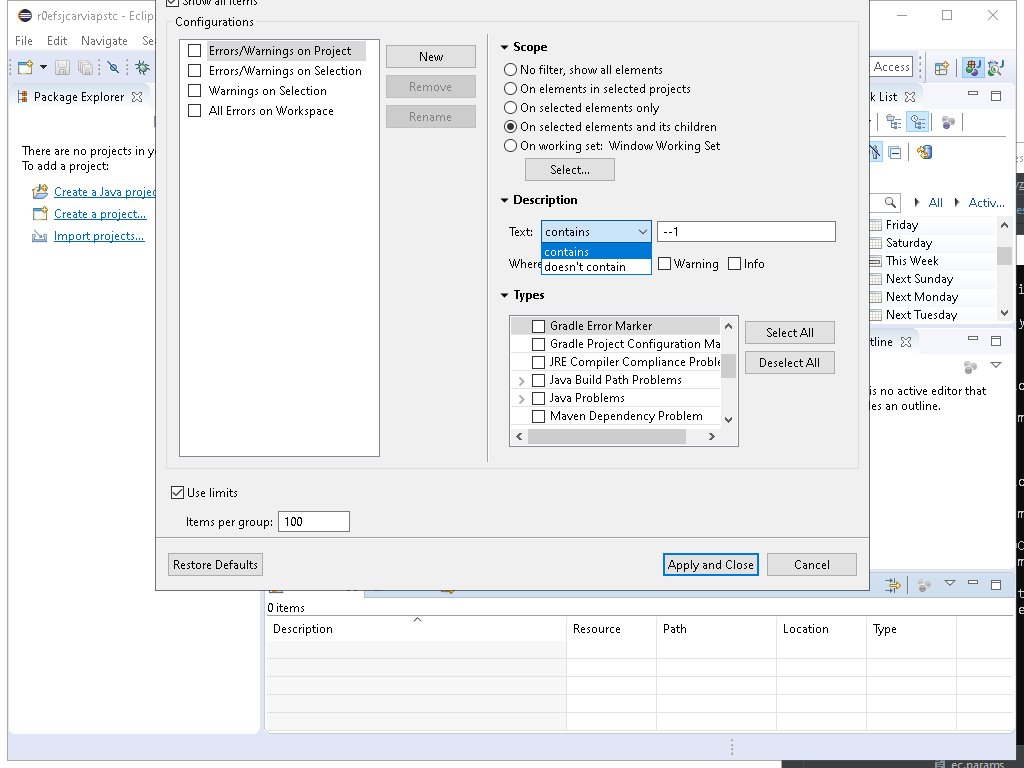 r0efsjcarviapstc - Eclips
Show all items
File Edit Navigate Se
Configurations
Errors/Warnings on Project
Errors/Warnings on Selection
Warnings on Selection
All Errors on Workspace
New
Remove
Rename
Scope
No filter, show all elements
On elements in selected projects
On selected elements only
On selected elements and its children
On working set: Window Working Set
Select...
Description
Text: contains --1
contains
doesn't contain
Where Warning Info
Types
Gradle Error Marker
Gradle Project Configuration Ma
JRE Compiler Compliance Proble
Java Build Path Problems
Java Problems
Maven Dependency Problem
Select All
Deselect All
Use limits
Items per group: 100
Restore Defaults
Apply and Close
Cancel
Package Explorer
There are no projects in y
To add a project:
Create a Java projec
Create a project...
Import projects...
Access
k List
All Activ...
Friday
Saturday
This Week
Next Sunday
Next Monday
Next Tuesday
tline
is no active editor that
des an outline.
0 items
Description Resource Path Location Type
ec.params